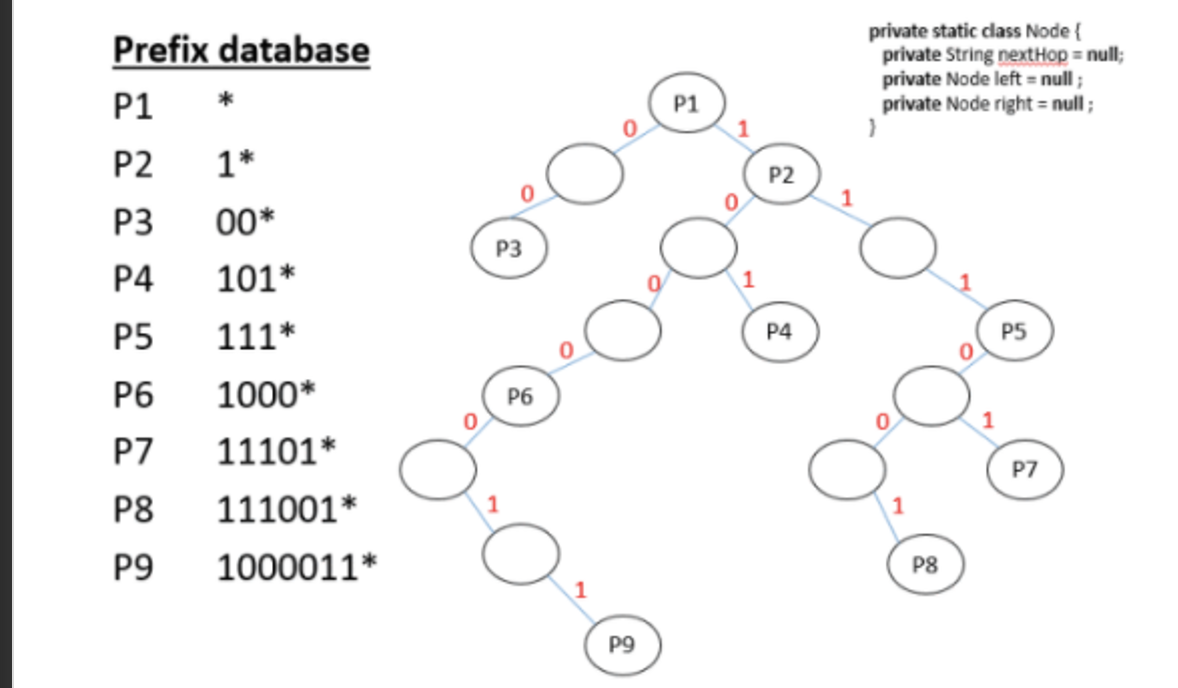 Prefix database
P1 *
P2 1*
P3 00*
P4 101*
P5 111*
P6 1000*
P7 11101*
P8 111001*
P9 1000011*
private static class Node {
private String nextHop = null;
private Node left = null ;
private Node right = null ;
}
P1
0 1
P2
0 0 1
P3
0 1 1
P4 P5
0 0
P6
0 0 1
P7
1 1
P8
1
P9